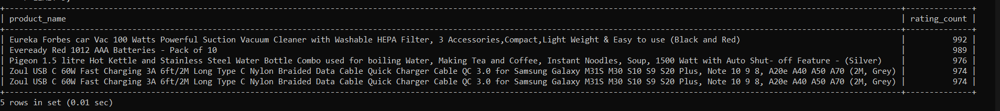 +-----------------------------------------------------------------------------------------------------------------------------------------------------------------------------+--------------+
| product_name | rating_count |
+-----------------------------------------------------------------------------------------------------------------------------------------------------------------------------+--------------+
| Eureka Forbes car Vac 100 Watts Powerful Suction Vacuum Cleaner with Washable HEPA Filter, 3 Accessories,Compact,Light Weight & Easy to use (Black and Red) | 992 |
| Eveready Red 1012 AAA Batteries - Pack of 10 | 989 |
| Pigeon 1.5 litre Hot Kettle and Stainless Steel Water Bottle Combo used for boiling Water, Making Tea and Coffee, Instant Noodles, Soup, 1500 Watt with Auto Shut- off Feature - (Silver) | 976 |
| Zoul USB C 60W Fast Charging 3A 6ft/2M Long Type C Nylon Braided Data Cable Quick Charger Cable QC 3.0 for Samsung Galaxy M31S M30 S10 S9 S20 Plus, Note 10 9 8, A20e A40 A50 A70 (2M, Grey) | 974 |
| Zoul USB C 60W Fast Charging 3A 6ft/2M Long Type C Nylon Braided Data Cable Quick Charger Cable QC 3.0 for Samsung Galaxy M31S M30 S10 S9 S20 Plus, Note 10 9 8, A20e A40 A50 A70 (2M, Grey) | 974 |
+-----------------------------------------------------------------------------------------------------------------------------------------------------------------------------+--------------+
5 rows in set (0.01 sec)